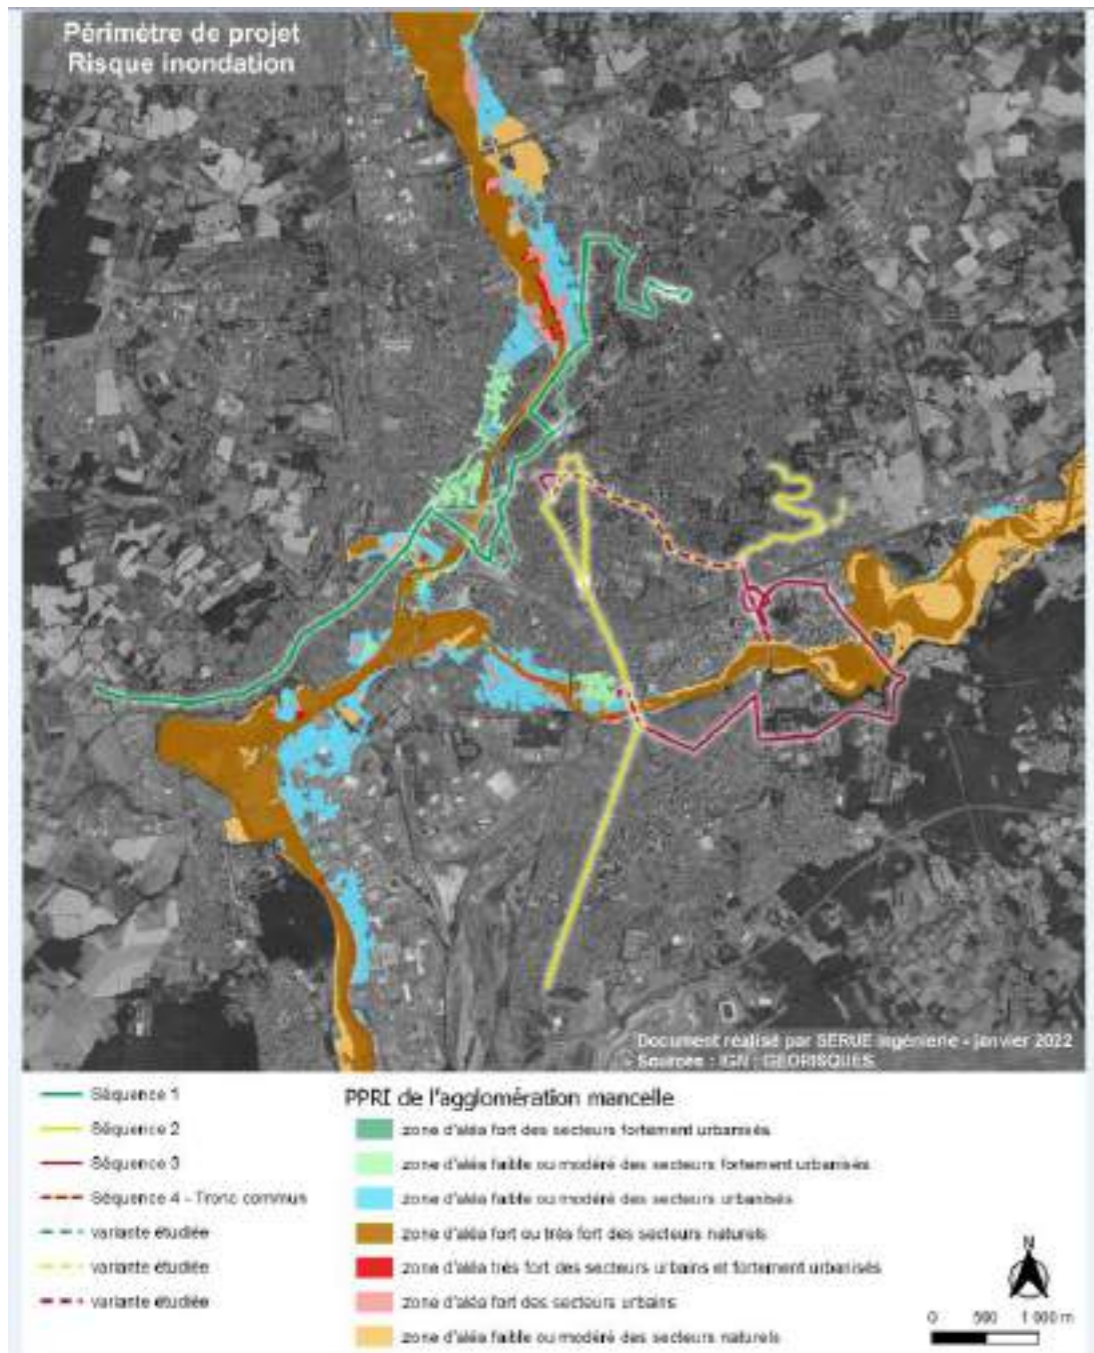 Périmètre de projet
Risque inondation
Document réalisé par SERUE Ingénierie - janvier 2022
- Sources : IGN ; GEORISQUES
Séquence 1
Séquence 2
Séquence 3
Séquence 4 - Tronc commun
variante étudiée
variante étudiée
variante étudiée
PPRI de l'agglomération mancelle
zone d'aléa fort des secteurs fortement urbanisés
zone d'aléa faible ou modéré des secteurs fortement urbanisés
zone d'aléa faible ou modéré des secteurs urbanisés
zone d'aléa fort ou très fort des secteurs naturels
zone d'aléa très fort des secteurs urbains et fortement urbanisés
zone d'aléa fort des secteurs urbains
zone d'aléa faible ou modéré des secteurs naturels
N
0 500 1 000 m